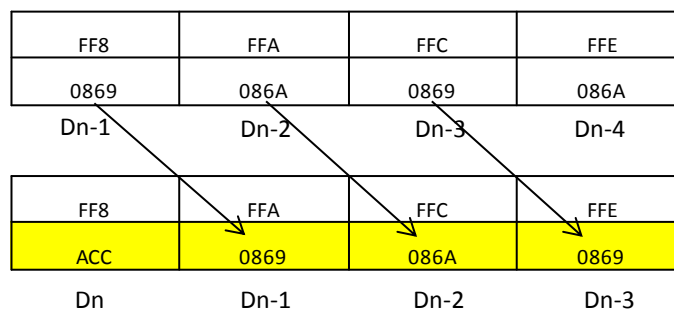 FF8 FFA FFC FFE
0869 086A 0869 086A
Dn-1 Dn-2 Dn-3 Dn-4
FF8 FFA FFC FFE
ACC 0869 086A 0869
Dn Dn-1 Dn-2 Dn-3